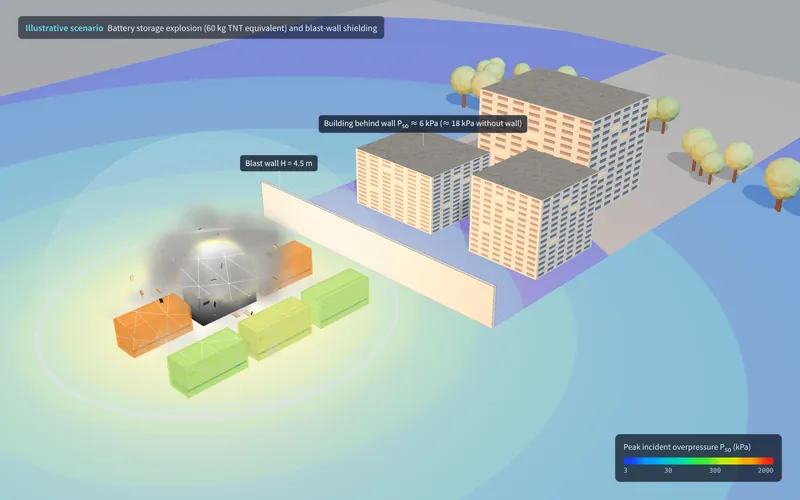 Illustrative scenario Battery storage explosion (60 kg TNT equivalent) and blast-wall shielding
Building behind wall Pso ≈ 6 kPa (≈ 18 kPa without wall)
Blast wall H = 4.5 m
Peak incident overpressure Pso (kPa)
3 30 300 2000